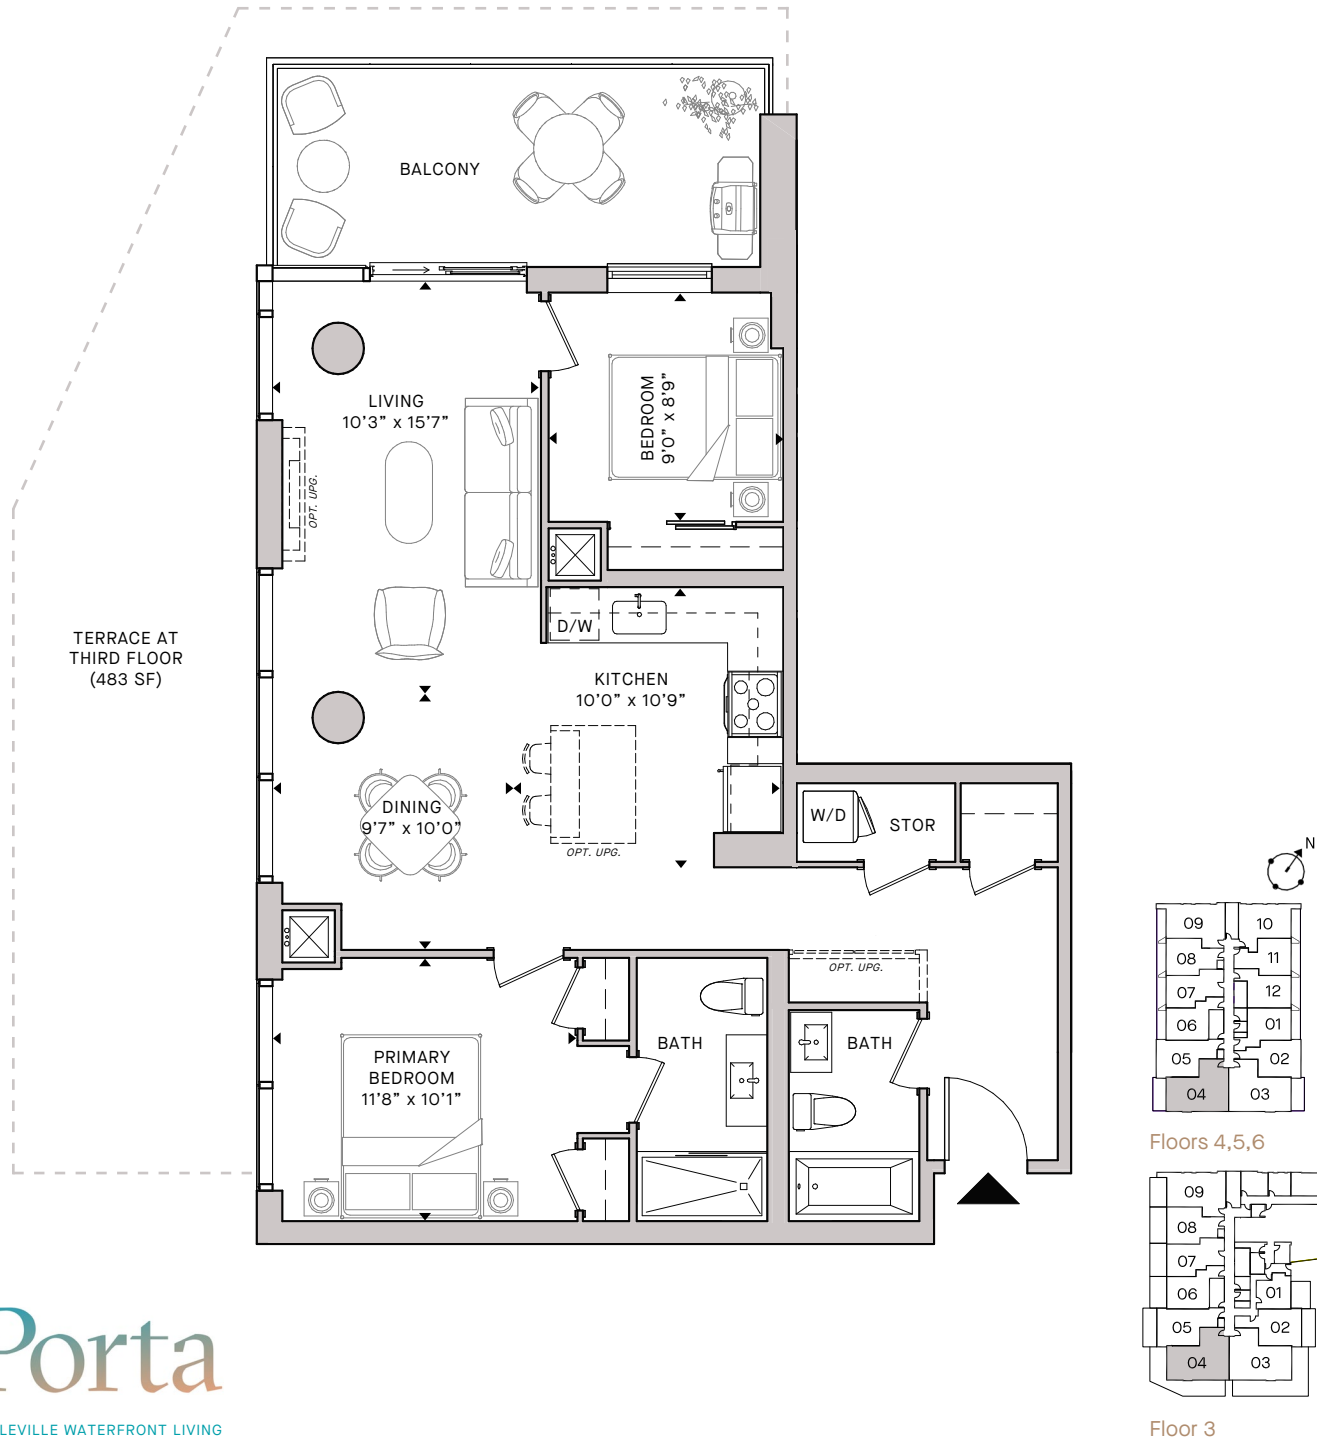 BALCONY
LIVING
10'3" x 15'7"
BEDROOM
9'0" x 8'9"
OPT. UPG.
D/W
TERRACE AT
THIRD FLOOR
(483 SF)
KITCHEN
10'0" x 10'9"
DINING
9'7" x 10'0"
OPT. UPG.
W/D
STOR
OPT. UPG.
BATH
BATH
PRIMARY
BEDROOM
11'8" x 10'1"
N
09 10
08 11
07 12
06 01
05 02
04 03
Floors 4,5,6
09
08
07
06 01
05 02
04 03
Floor 3
Porta
LEVILLE WATERFRONT LIVING